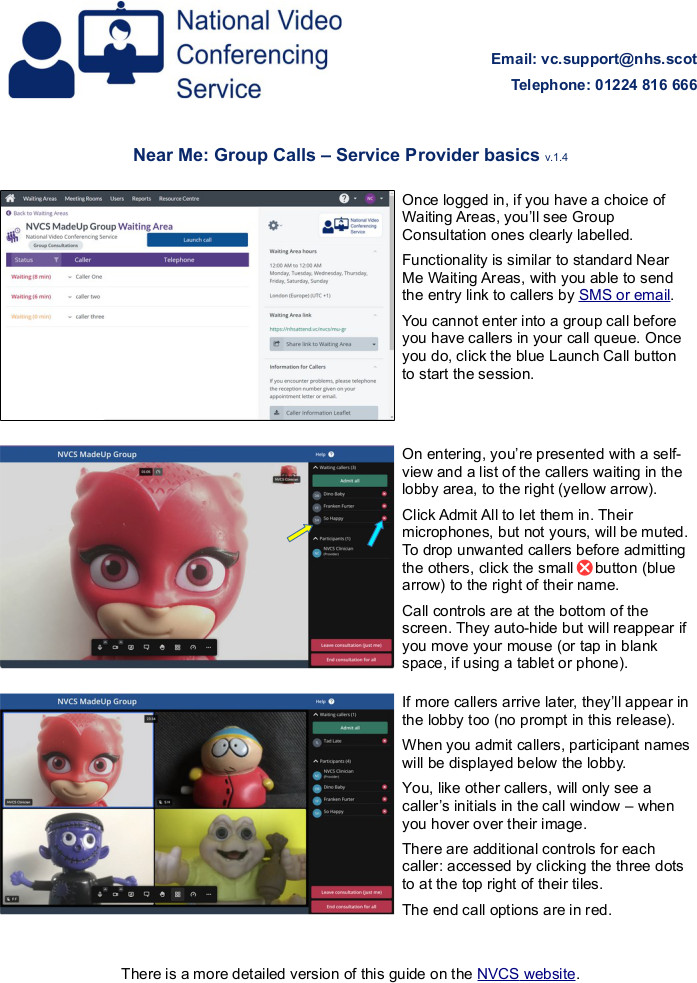 National Video
Conferencing
Service
Email: vc.support@nhs.scot
Telephone: 01224 816 666
Near Me: Group Calls – Service Provider basics v.1.4
Waiting Areas Meeting Rooms Users Reports Resource Centre
Back to Waiting Areas
NVCS MadeUp Group Waiting Area
National Video Conferencing Service
Group Consultations
Launch call
Status Caller Telephone
Waiting (8 min) Caller One
Waiting (8 min) caller two
Waiting (8 min) caller three
National Video
Conferencing
Service
Waiting Area hours
12:00 AM to 12:00 AM
Monday, Tuesday, Wednesday, Thursday,
Friday, Saturday, Sunday
London (Europe) (UTC +1)
Waiting Area link
https://nhsattend.vc/nvcs/mu-gr
Share link to Waiting Area
Information for Callers
If you encounter problems, please telephone
the reception number given on your
appointment letter or email.
Caller Information Leaflet
Once logged in, if you have a choice of
Waiting Areas, you’ll see Group
Consultation ones clearly labelled.
Functionality is similar to standard Near
Me Waiting Areas, with you able to send
the entry link to callers by SMS or email.
You cannot enter into a group call before
you have callers in your call queue. Once
you do, click the blue Launch Call button
to start the session.
NVCS MadeUp Group
Help
NVCS Clinician
Waiting callers (3)
Admit all
Dino Baby
Franken Furter
So Happy
Participants (1)
NVCS Clinician
(Provider)
Leave consultation (just me)
End consultation for all
On entering, you’re presented with a self-
view and a list of the callers waiting in the
lobby area, to the right (yellow arrow).
Click Admit All to let them in. Their
microphones, but not yours, will be muted.
To drop unwanted callers before admitting
the others, click the small button (blue
arrow) to the right of their name.
Call controls are at the bottom of the
screen. They auto-hide but will reappear if
you move your mouse (or tap in blank
space, if using a tablet or phone).
NVCS MadeUp Group
Help
NVCS Clinician
Waiting callers (1)
Admit all
Tad Late
Participants (4)
NVCS Clinician
(Provider)
Dino Baby
Franken Furter
So Happy
Leave consultation (just me)
End consultation for all
If more callers arrive later, they’ll appear in
the lobby too (no prompt in this release).
When you admit callers, participant names
will be displayed below the lobby.
You, like other callers, will only see a
caller’s initials in the call window – when
you hover over their image.
There are additional controls for each
caller: accessed by clicking the three dots
to at the top right of their tiles.
The end call options are in red.
There is a more detailed version of this guide on the NVCS website.